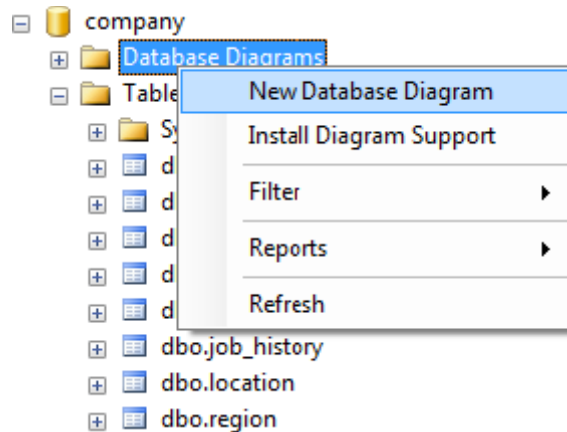 company
Database Diagrams
Table
New Database Diagram
Install Diagram Support
Filter
Reports
Refresh
dbo.job_history
dbo.location
dbo.region